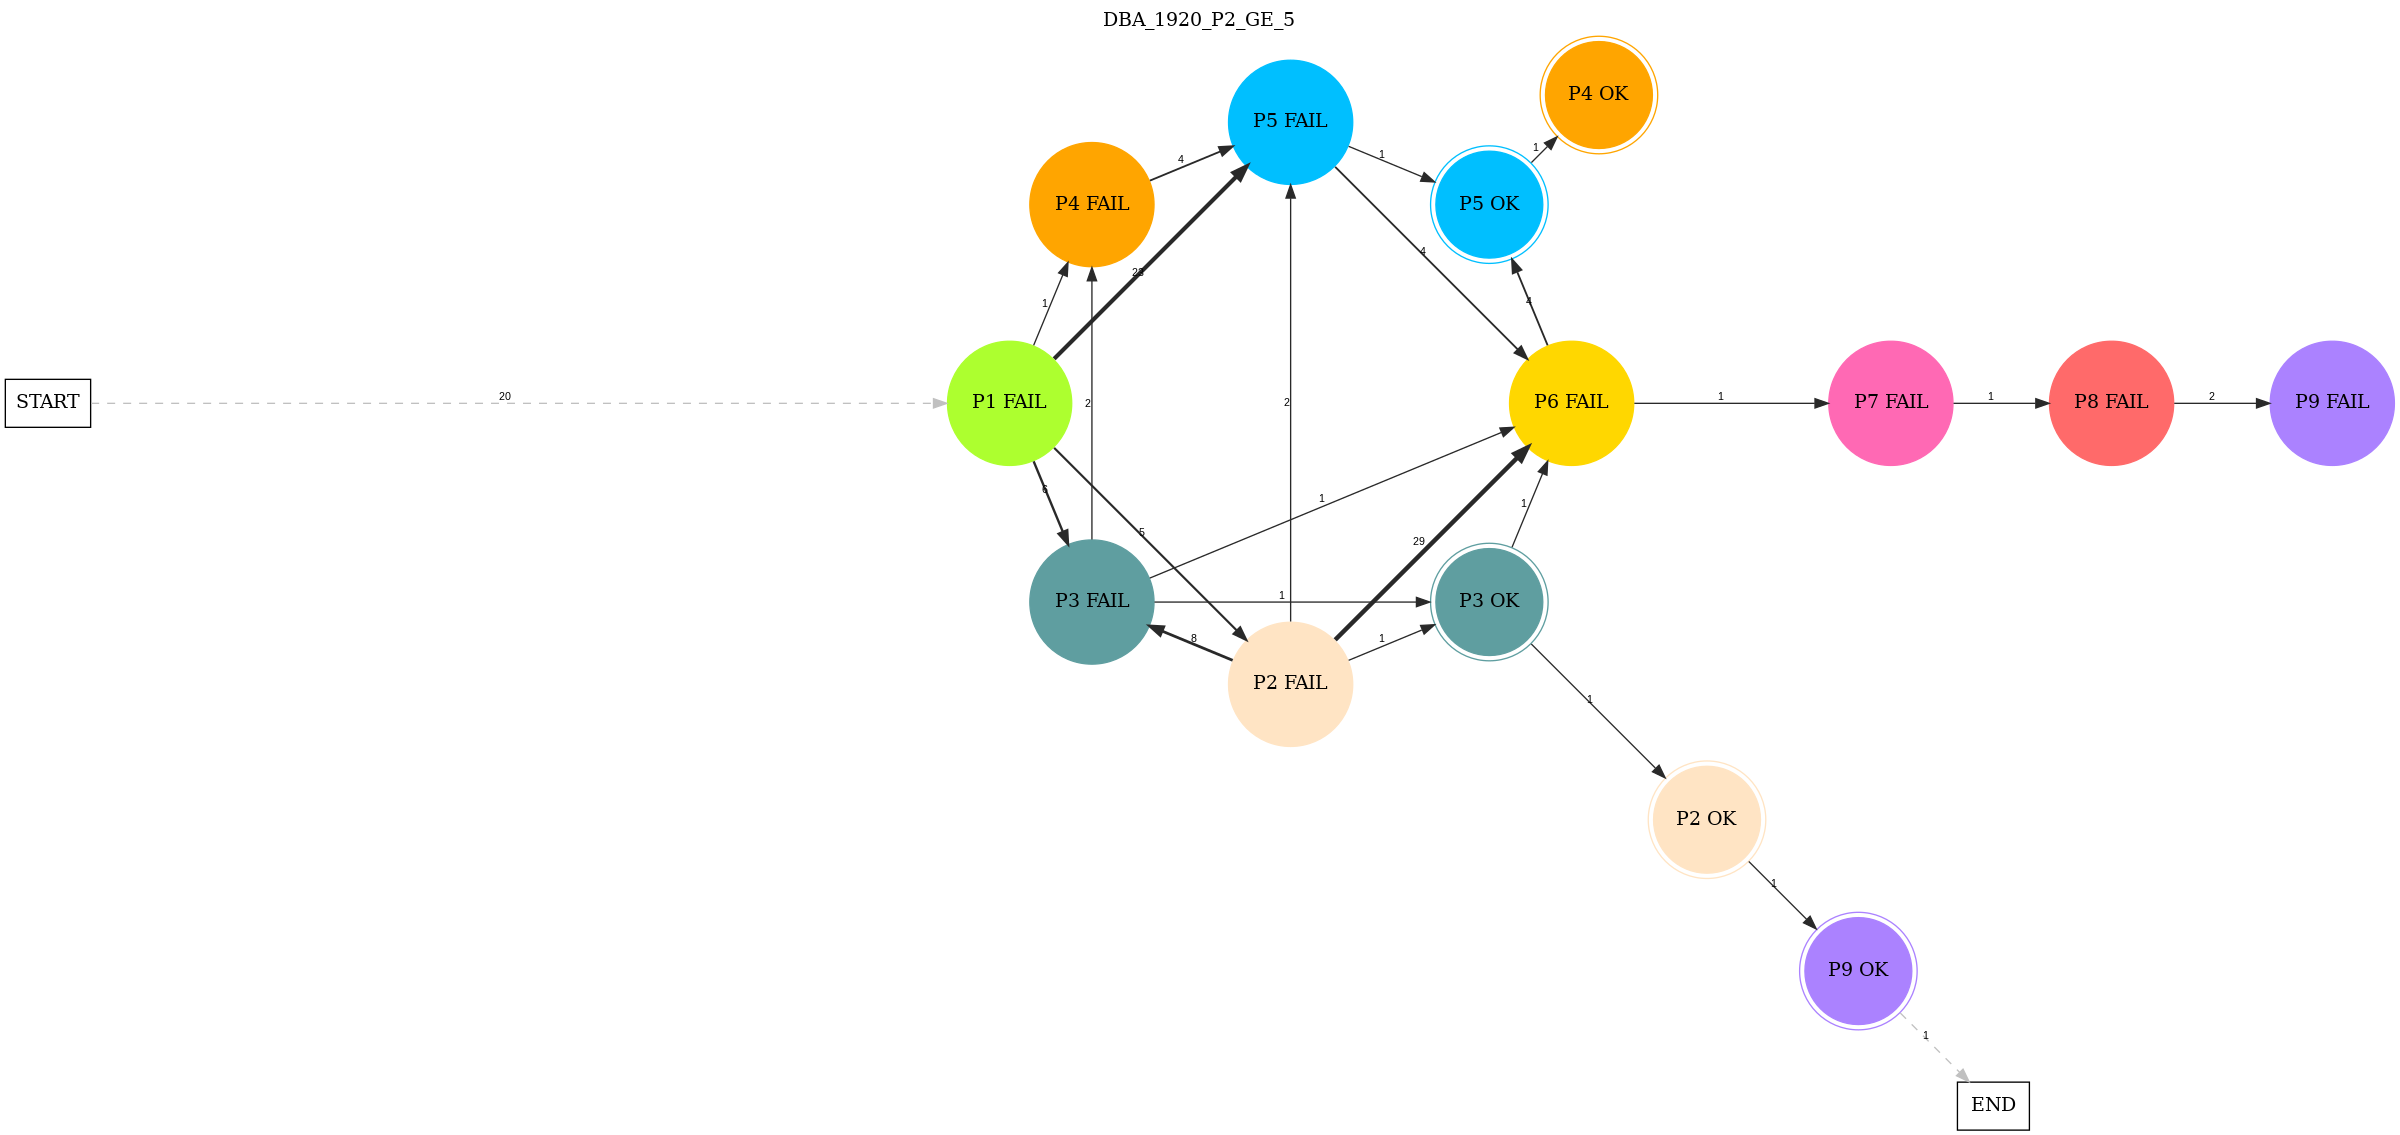 DBA_1920_P2_GE_5
P4 OK
P5 FAIL
1
1
4
P4 FAIL
P5 OK
4
1
4
2
2
START
20
P1 FAIL
P6 FAIL
1
P7 FAIL
1
P8 FAIL
2
P9 FAIL
6
1
1
5
29
P3 FAIL
1
P3 OK
8
1
P2 FAIL
1
P2 OK
1
P9 OK
1
END